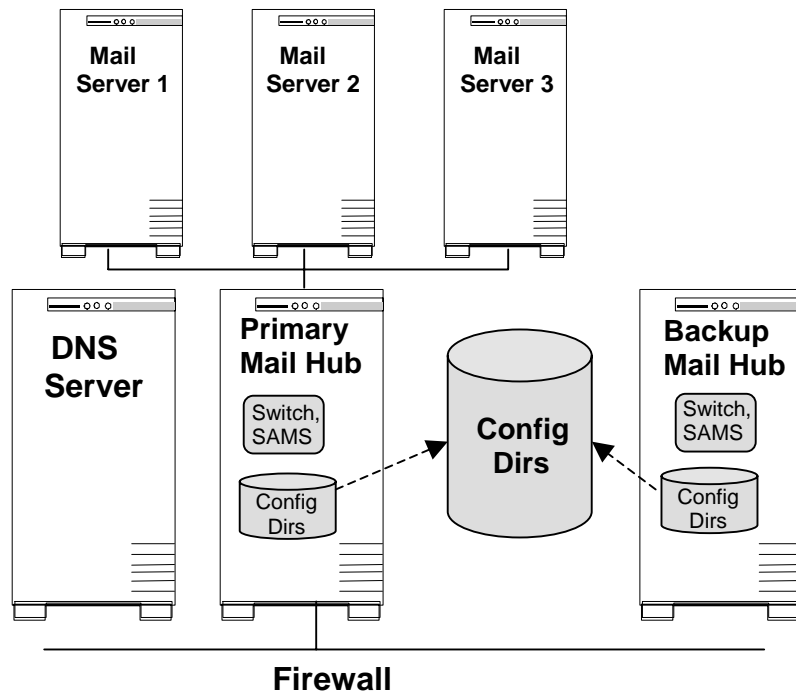 Mail
Server 1
Mail
Server 2
Mail
Server 3
DNS
Server
Primary
Mail Hub
Switch,
SAMS
Config
Dirs
Config
Dirs
Backup
Mail Hub
Switch,
SAMS
Config
Dirs
Firewall